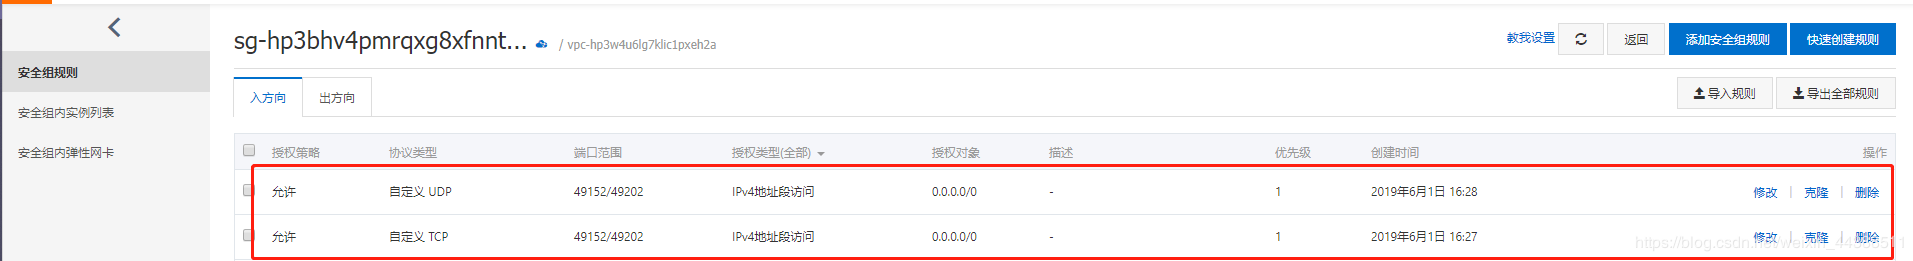 sg-hp3bhv4pmrqxg8xfnnt... / vpc-hp3w4u6lg7klic1pxeh2a 教我设置 返回 添加安全组规则 快速创建规则
安全组规则
入方向 出方向 导入规则 导出全部规则
安全组内实例列表
安全组内弹性网卡
授权策略 协议类型 端口范围 授权类型(全部) 授权对象 描述 优先级 创建时间 操作
允许 自定义 UDP 49152/49202 IPv4地址段访问 0.0.0.0/0 - 1 2019年6月1日 16:28 修改 | 克隆 | 删除
允许 自定义 TCP 49152/49202 IPv4地址段访问 0.0.0.0/0 - 1 2019年6月1日 16:27 修改 | 克隆 | 删除